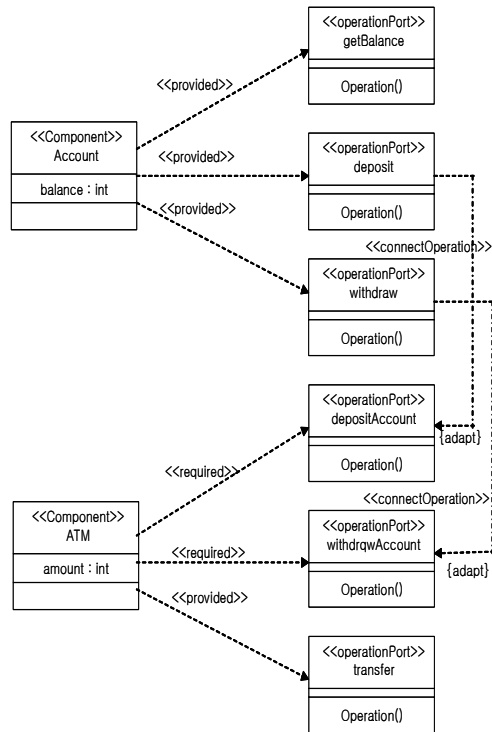 <<operationPort>>
getBalance
Operation()
<<provided>>
<<Component>>
Account
balance : int
<<provided>>
<<operationPort>>
deposit
Operation()
<<provided>>
<<connectOperation>>
<<operationPort>>
withdraw
Operation()
<<operationPort>>
depositAccount
Operation()
{adapt}
<<required>>
<<connectOperation>>
<<Component>>
ATM
amount : int
<<required>>
<<operationPort>>
withdrqwAccount
Operation()
{adapt}
<<provided>>
<<operationPort>>
transfer
Operation()